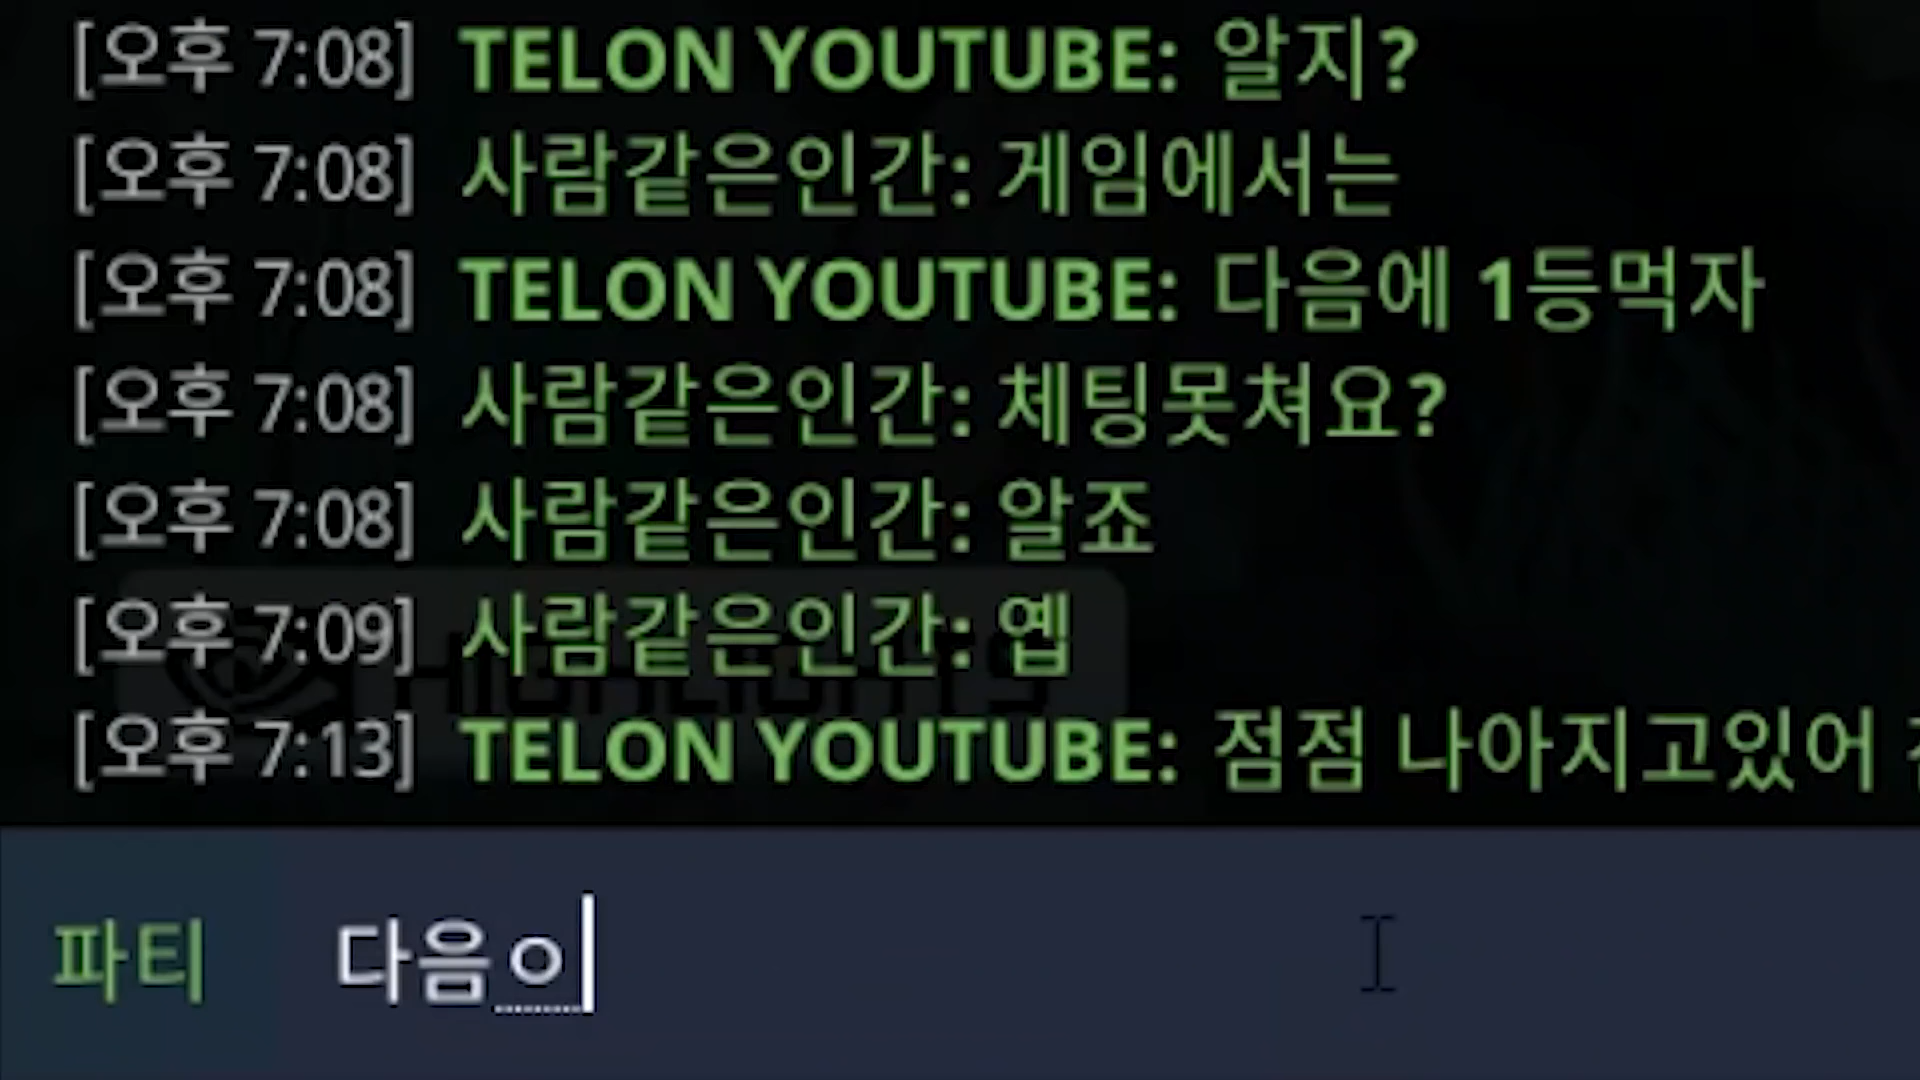 [오후 7:08] TELON YOUTUBE: 알지?
[오후 7:08] 사람같은인간: 게임에서는
[오후 7:08] TELON YOUTUBE: 다음에 1등먹자
[오후 7:08] 사람같은인간: 체팅못쳐요?
[오후 7:08] 사람같은인간: 알죠
[오후 7:09] 사람같은인간: 옙
HIGHLIGHTS
[오후 7:13] TELON YOUTUBE: 점점 나아지고있어
파티 다음ㅇ